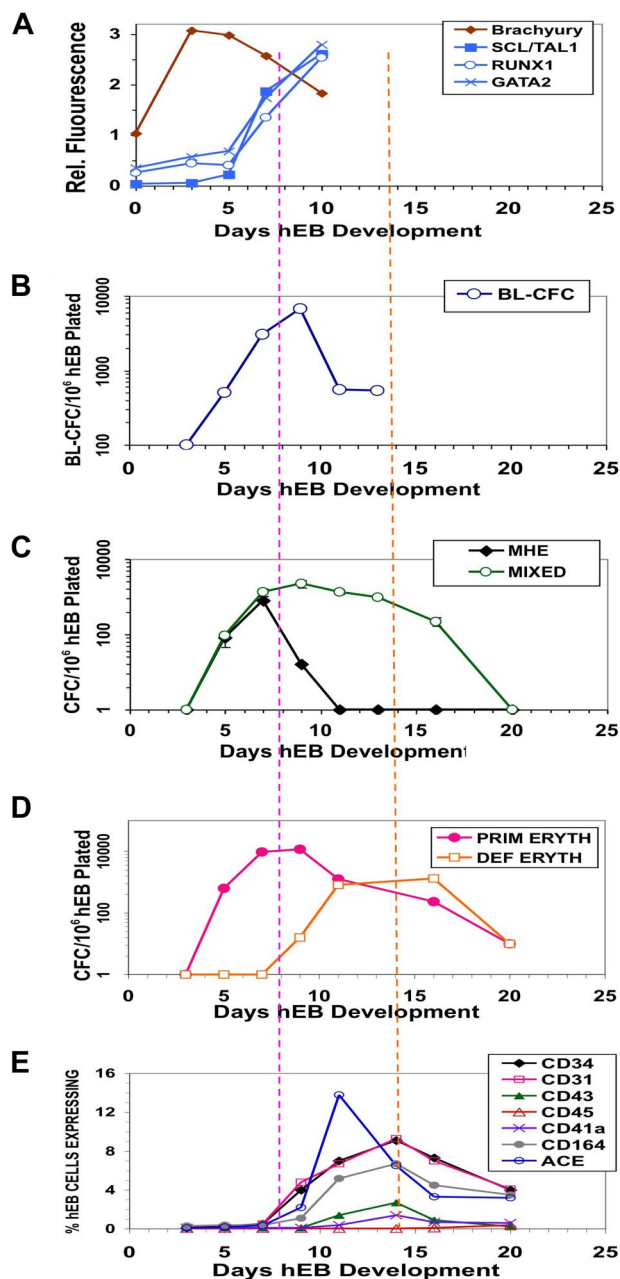 A
Rel. Fluourescence
3
2
1
0
Brachyury
SCL/TAL1
RUNX1
GATA2
0 5 10 15 20 25
Days hEB Development
B
BL-CFC/10⁶ hEB Plated
10000
1000
100
BL-CFC
0 5 10 15 20 25
Days hEB Development
C
CFC/10⁶ hEB Plated
10000
100
1
MHE
MIXED
0 5 10 15 20 25
Days hEB Development
D
CFC/10⁶ hEB Plated
10000
100
1
PRIM ERYTH
DEF ERYTH
0 5 10 15 20 25
Days hEB Development
E
% hEB CELLS EXPRESSING
16
12
8
4
0
CD34
CD31
CD43
CD45
CD41a
CD164
ACE
0 5 10 15 20 25
Days hEB Development